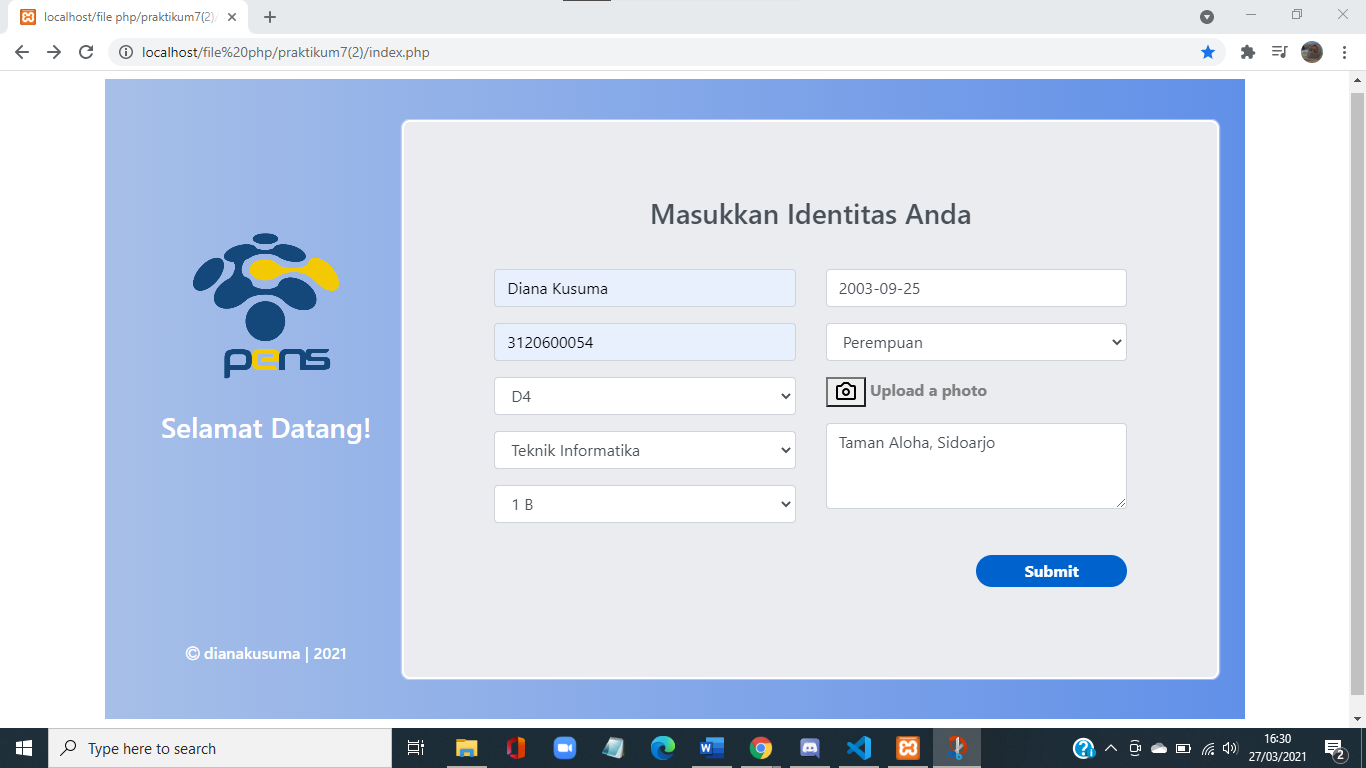 localhost/file php/praktikum7(2)/
localhost/file%20php/praktikum7(2)/index.php
pens
Selamat Datang!
© dianakusuma | 2021
Masukkan Identitas Anda
Diana Kusuma
3120600054
D4
Teknik Informatika
1 B
2003-09-25
Perempuan
Upload a photo
Taman Aloha, Sidoarjo
Submit
Type here to search
16:30
27/03/2021
2